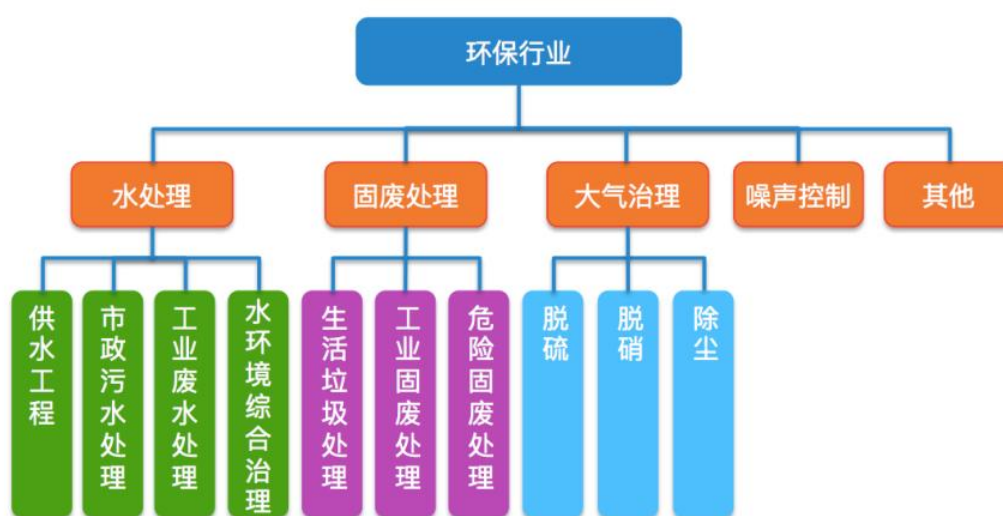 环保行业
水处理
固废处理
大气治理
噪声控制
其他
供水工程
市政污水处理
工业废水处理
水环境综合治理
生活垃圾处理
工业固废处理
危险固废处理
脱硫
脱硝
除尘